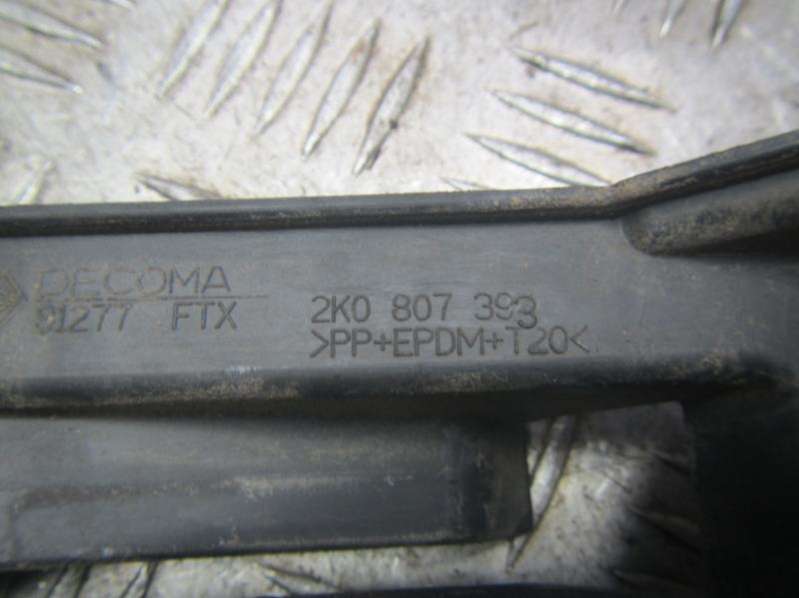 DECOMA
91277 FTX
2K0 807 393
>PP+EPDM+T20<